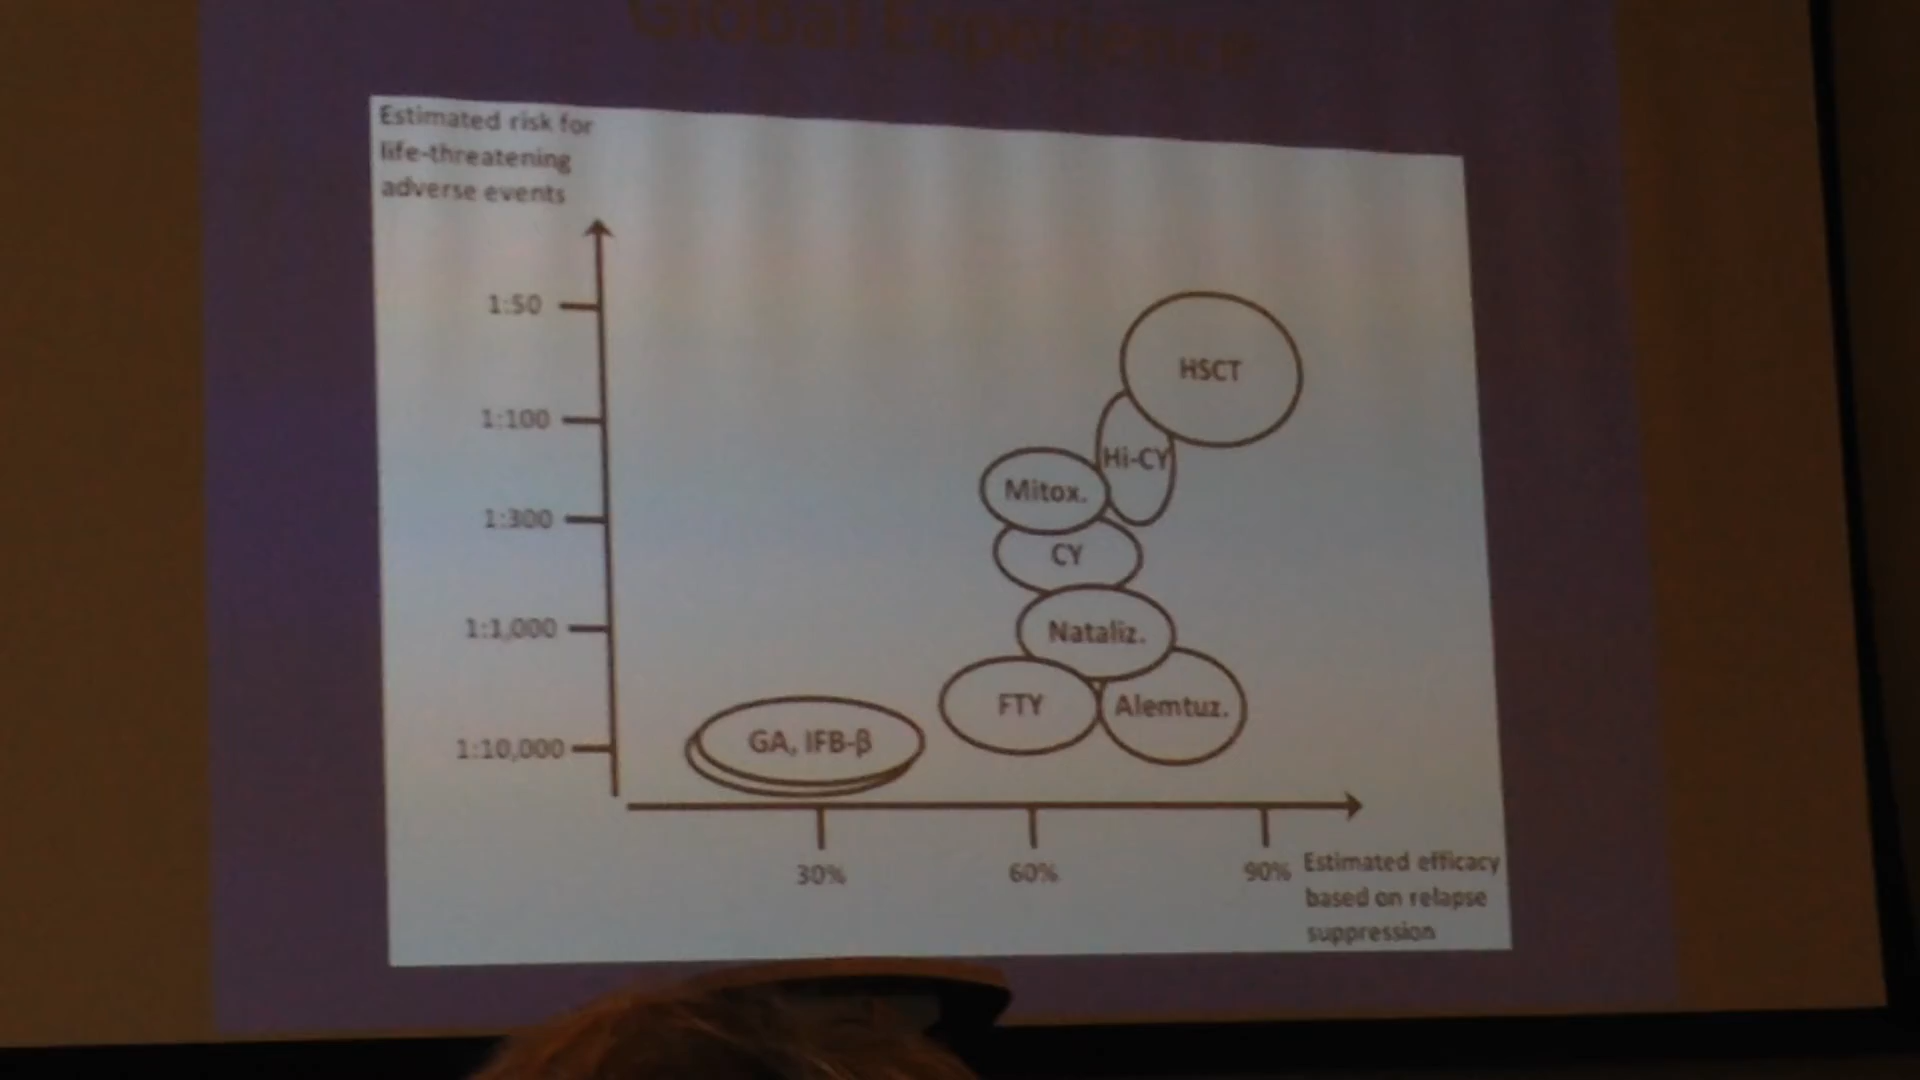 Global Experience
Estimated risk for
life-threatening
adverse events
1:50
HSCT
1:100
Hi-CY
Mitox.
1:300
CY
1:1,000
Nataliz.
FTY
Alemtuz.
GA, IFB-β
1:10,000
30%
60%
90%
Estimated efficacy
based on relapse
suppression